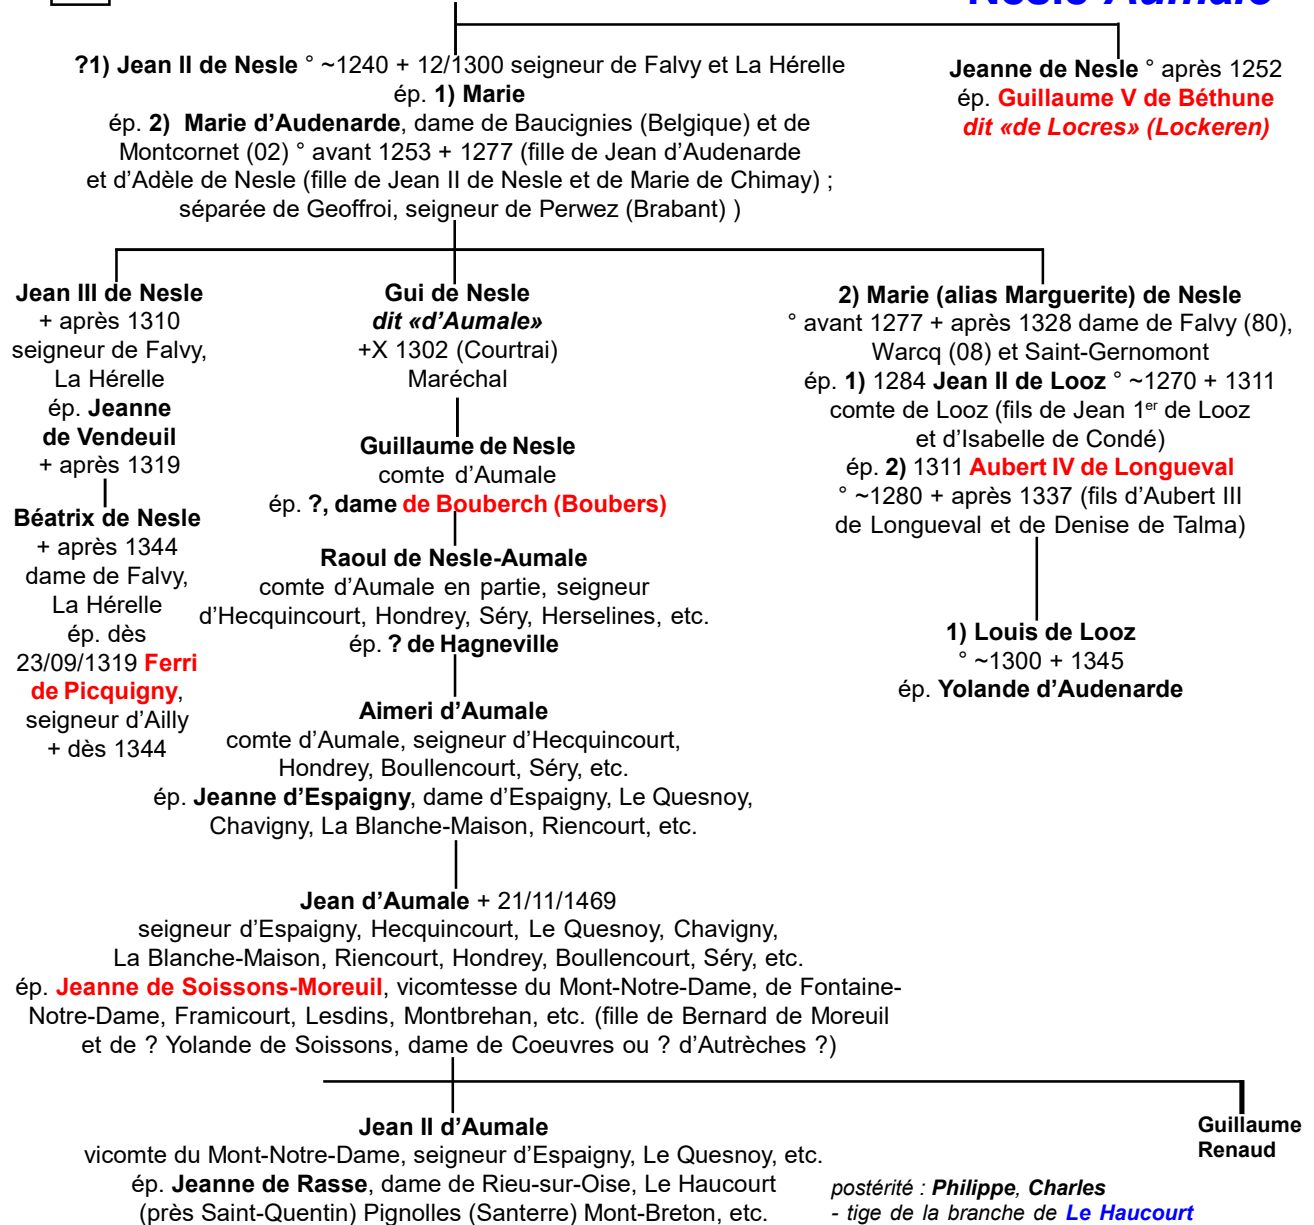 Nesle-Aumale
?1) Jean II de Nesle ° ~1240 + 12/1300 seigneur de Falvy et La Hérelle
ép. 1) Marie
ép. 2) Marie d’Audenarde, dame de Baucignies (Belgique) et de
Montcornet (02) ° avant 1253 + 1277 (fille de Jean d’Audenarde
et d’Adèle de Nesle (fille de Jean II de Nesle et de Marie de Chimay) ;
séparée de Geoffroi, seigneur de Perwez (Brabant) )
Jeanne de Nesle ° après 1252
ép. Guillaume V de Béthune
dit «de Locres» (Lockeren)
Jean III de Nesle
+ après 1310
seigneur de Falvy,
La Hérelle
ép. Jeanne
de Vendeuil
+ après 1319
Béatrix de Nesle
+ après 1344
dame de Falvy,
La Hérelle
ép. dès
23/09/1319 Ferri
de Picquigny,
seigneur d’Ailly
+ dès 1344
Gui de Nesle
dit «d’Aumale»
+X 1302 (Courtrai)
Maréchal
Guillaume de Nesle
comte d’Aumale
ép. ?, dame de Bouberch (Boubers)
Raoul de Nesle-Aumale
comte d’Aumale en partie, seigneur
d’Hecquincourt, Hondrey, Séry, Herselines, etc.
ép. ? de Hagneville
Aimeri d’Aumale
comte d’Aumale, seigneur d’Hecquincourt,
Hondrey, Boullencourt, Séry, etc.
ép. Jeanne d’Espaigny, dame d’Espaigny, Le Quesnoy,
Chavigny, La Blanche-Maison, Riencourt, etc.
2) Marie (alias Marguerite) de Nesle
° avant 1277 + après 1328 dame de Falvy (80),
Warcq (08) et Saint-Gernomont
ép. 1) 1284 Jean II de Looz ° ~1270 + 1311
comte de Looz (fils de Jean 1er de Looz
et d’Isabelle de Condé)
ép. 2) 1311 Aubert IV de Longueval
° ~1280 + après 1337 (fils d’Aubert III
de Longueval et de Denise de Talma)
1) Louis de Looz
° ~1300 + 1345
ép. Yolande d’Audenarde
Jean d’Aumale + 21/11/1469
seigneur d’Espaigny, Hecquincourt, Le Quesnoy, Chavigny,
La Blanche-Maison, Riencourt, Hondrey, Boullencourt, Séry, etc.
ép. Jeanne de Soissons-Moreuil, vicomtesse du Mont-Notre-Dame, de Fontaine-
Notre-Dame, Framicourt, Lesdins, Montbrehan, etc. (fille de Bernard de Moreuil
et de ? Yolande de Soissons, dame de Coeuvres ou ? d’Autrèches ?)
Jean II d’Aumale
vicomte du Mont-Notre-Dame, seigneur d’Espaigny, Le Quesnoy, etc.
ép. Jeanne de Rasse, dame de Rieu-sur-Oise, Le Haucourt
(près Saint-Quentin) Pignolles (Santerre) Mont-Breton, etc.
Guillaume
Renaud
postérité : Philippe, Charles
- tige de la branche de Le Haucourt